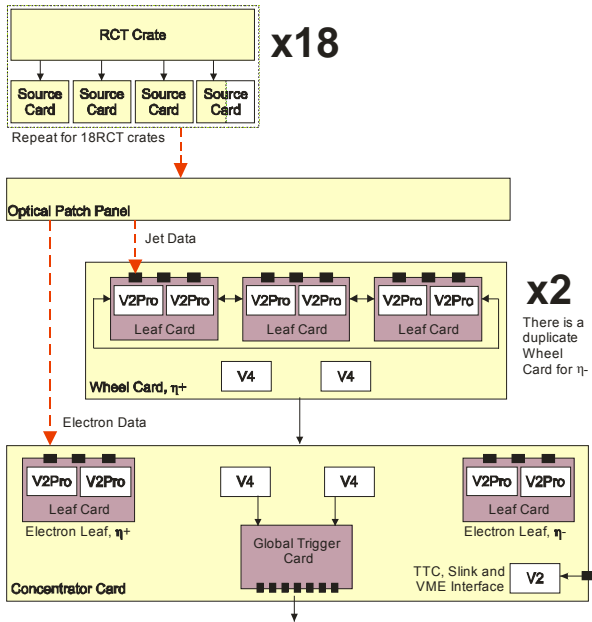 RCT Crate
x18
Source
Card
Source
Card
Source
Card
Source
Card
Repeat for 18RCT crates
Optical Patch Panel
Jet Data
V2Pro
V2Pro
Leaf Card
V2Pro
V2Pro
Leaf Card
V2Pro
V2Pro
Leaf Card
x2
There is a
duplicate
Wheel
Card for η-
V4
V4
Wheel Card, η+
Electron Data
V2Pro
V2Pro
Leaf Card
Electron Leaf, η+
V4
V4
V2Pro
V2Pro
Leaf Card
Electron Leaf, η-
Global Trigger
Card
TTC, Slink and
VME Interface
V2
Concentrator Card